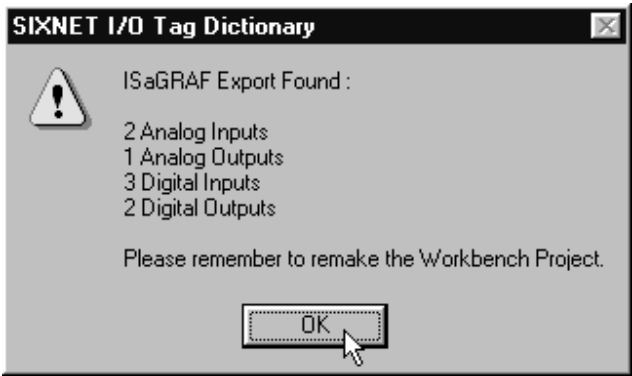 SIXNET I/O Tag Dictionary
ISaGRAF Export Found :
2 Analog Inputs
1 Analog Outputs
3 Digital Inputs
2 Digital Outputs
Please remember to remake the Workbench Project.
OK